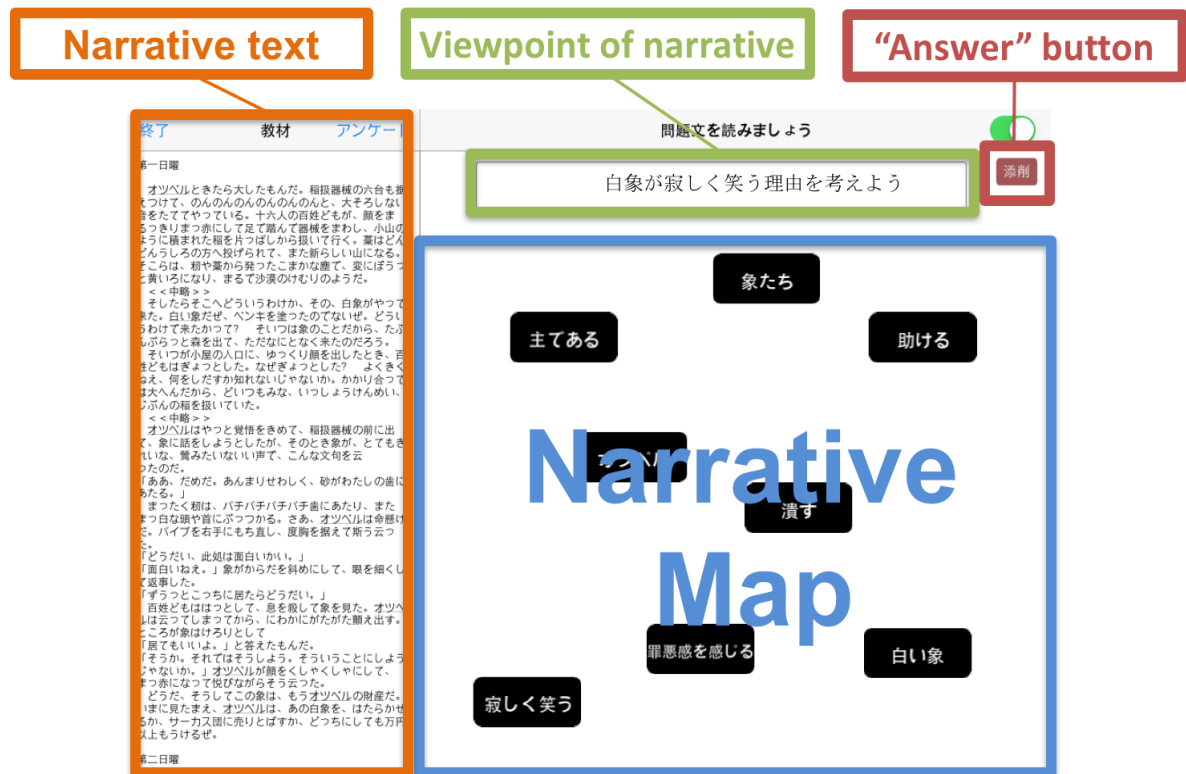 Narrative text
Viewpoint of narrative
“Answer” button
終了 教材 アンケート
問題文を読みましょう
添削
白象が寂しく笑う理由を考えよう
第一日曜
オツベルときたら大したもんだ。稲扱器械の六台も据
えつけて、のんのんのんのんのんのんと、大そろしない
音をたててやっている。十六人の百姓どもが、顔をま
るっきりまっ赤にして足で踏んで器械をまわし、小山の
ように積まれた稲を片っぱしから扱いて行く。藁はどん
どんうしろの方へ投げられて、また新らしい山になる。
そこらは、籾や藁から発ったこまかな塵で、変にぼうっ
と黄いろになり、まるで沙漠のけむりのようだ。
<<中略>>
そしたらそこへどういうわけか、その、白象がやって
来た。白い象だぜ、ペンキを塗ったのでないぜ。どうい
うわけで来たかって? そいつは象のことだから、たぶ
んぶらっと森を出て、ただなにとなく来たのだろう。
そいつが小屋の入口に、ゆっくり顔を出したとき、百
姓どもはぎょっとした。なぜぎょっとした? よくきく
ねえ、何をしだすか知れないじゃないか。かかり合って
は大へんだから、どいつもみな、いっしょうけんめい、
じぶんの稲を扱いていた。
<<中略>>
オツベルはやっと覚悟をきめて、稲扱器械の前に出
て、象に話をしようとしたが、そのとき象が、とてもき
れいな、鶯みたいないい声で、こんな文句を云
ったのだ。
「ああ、だめだ。あんまりせわしく、砂がわたしの歯に
あたる。」
まったく籾は、パチパチパチパチ歯にあたり、また
まっ白な頭や首にぶっつかる。さあ、オツベルは命懸け
だ。パイプを右手にもち直し、度胸を据えて斯う云っ
た。
「どうだい、此処は面白いかい。」
「面白いねえ。」象がからだを斜めにして、眼を細くし
て返事した。
「ずうっとこっちに居たらどうだい。」
百姓どもははっとして、息を殺して象を見た。オツベ
ルは云ってしまってから、にわかにがたがた顫え出す。
ところが象はけろりとして
「居てもいいよ。」と答えたもんだ。
「そうか。それではそうしよう。そういうことにしよう
じゃないか。」オツベルが顔をくしゃくしゃにして、
まっ赤になって悦びながらそう云った。
どうだ、そうしてこの象は、もうオツベルの財産だ。
いまに見たまえ、オツベルは、あの白象を、はたらかせ
るか、サーカス団に売りとばすか、どっちにしても万円
以上もうけるぜ。
第二日曜
象たち
主である
助ける
オツベル
潰す
Narrative
Map
罪悪感を感じる
白い象
寂しく笑う